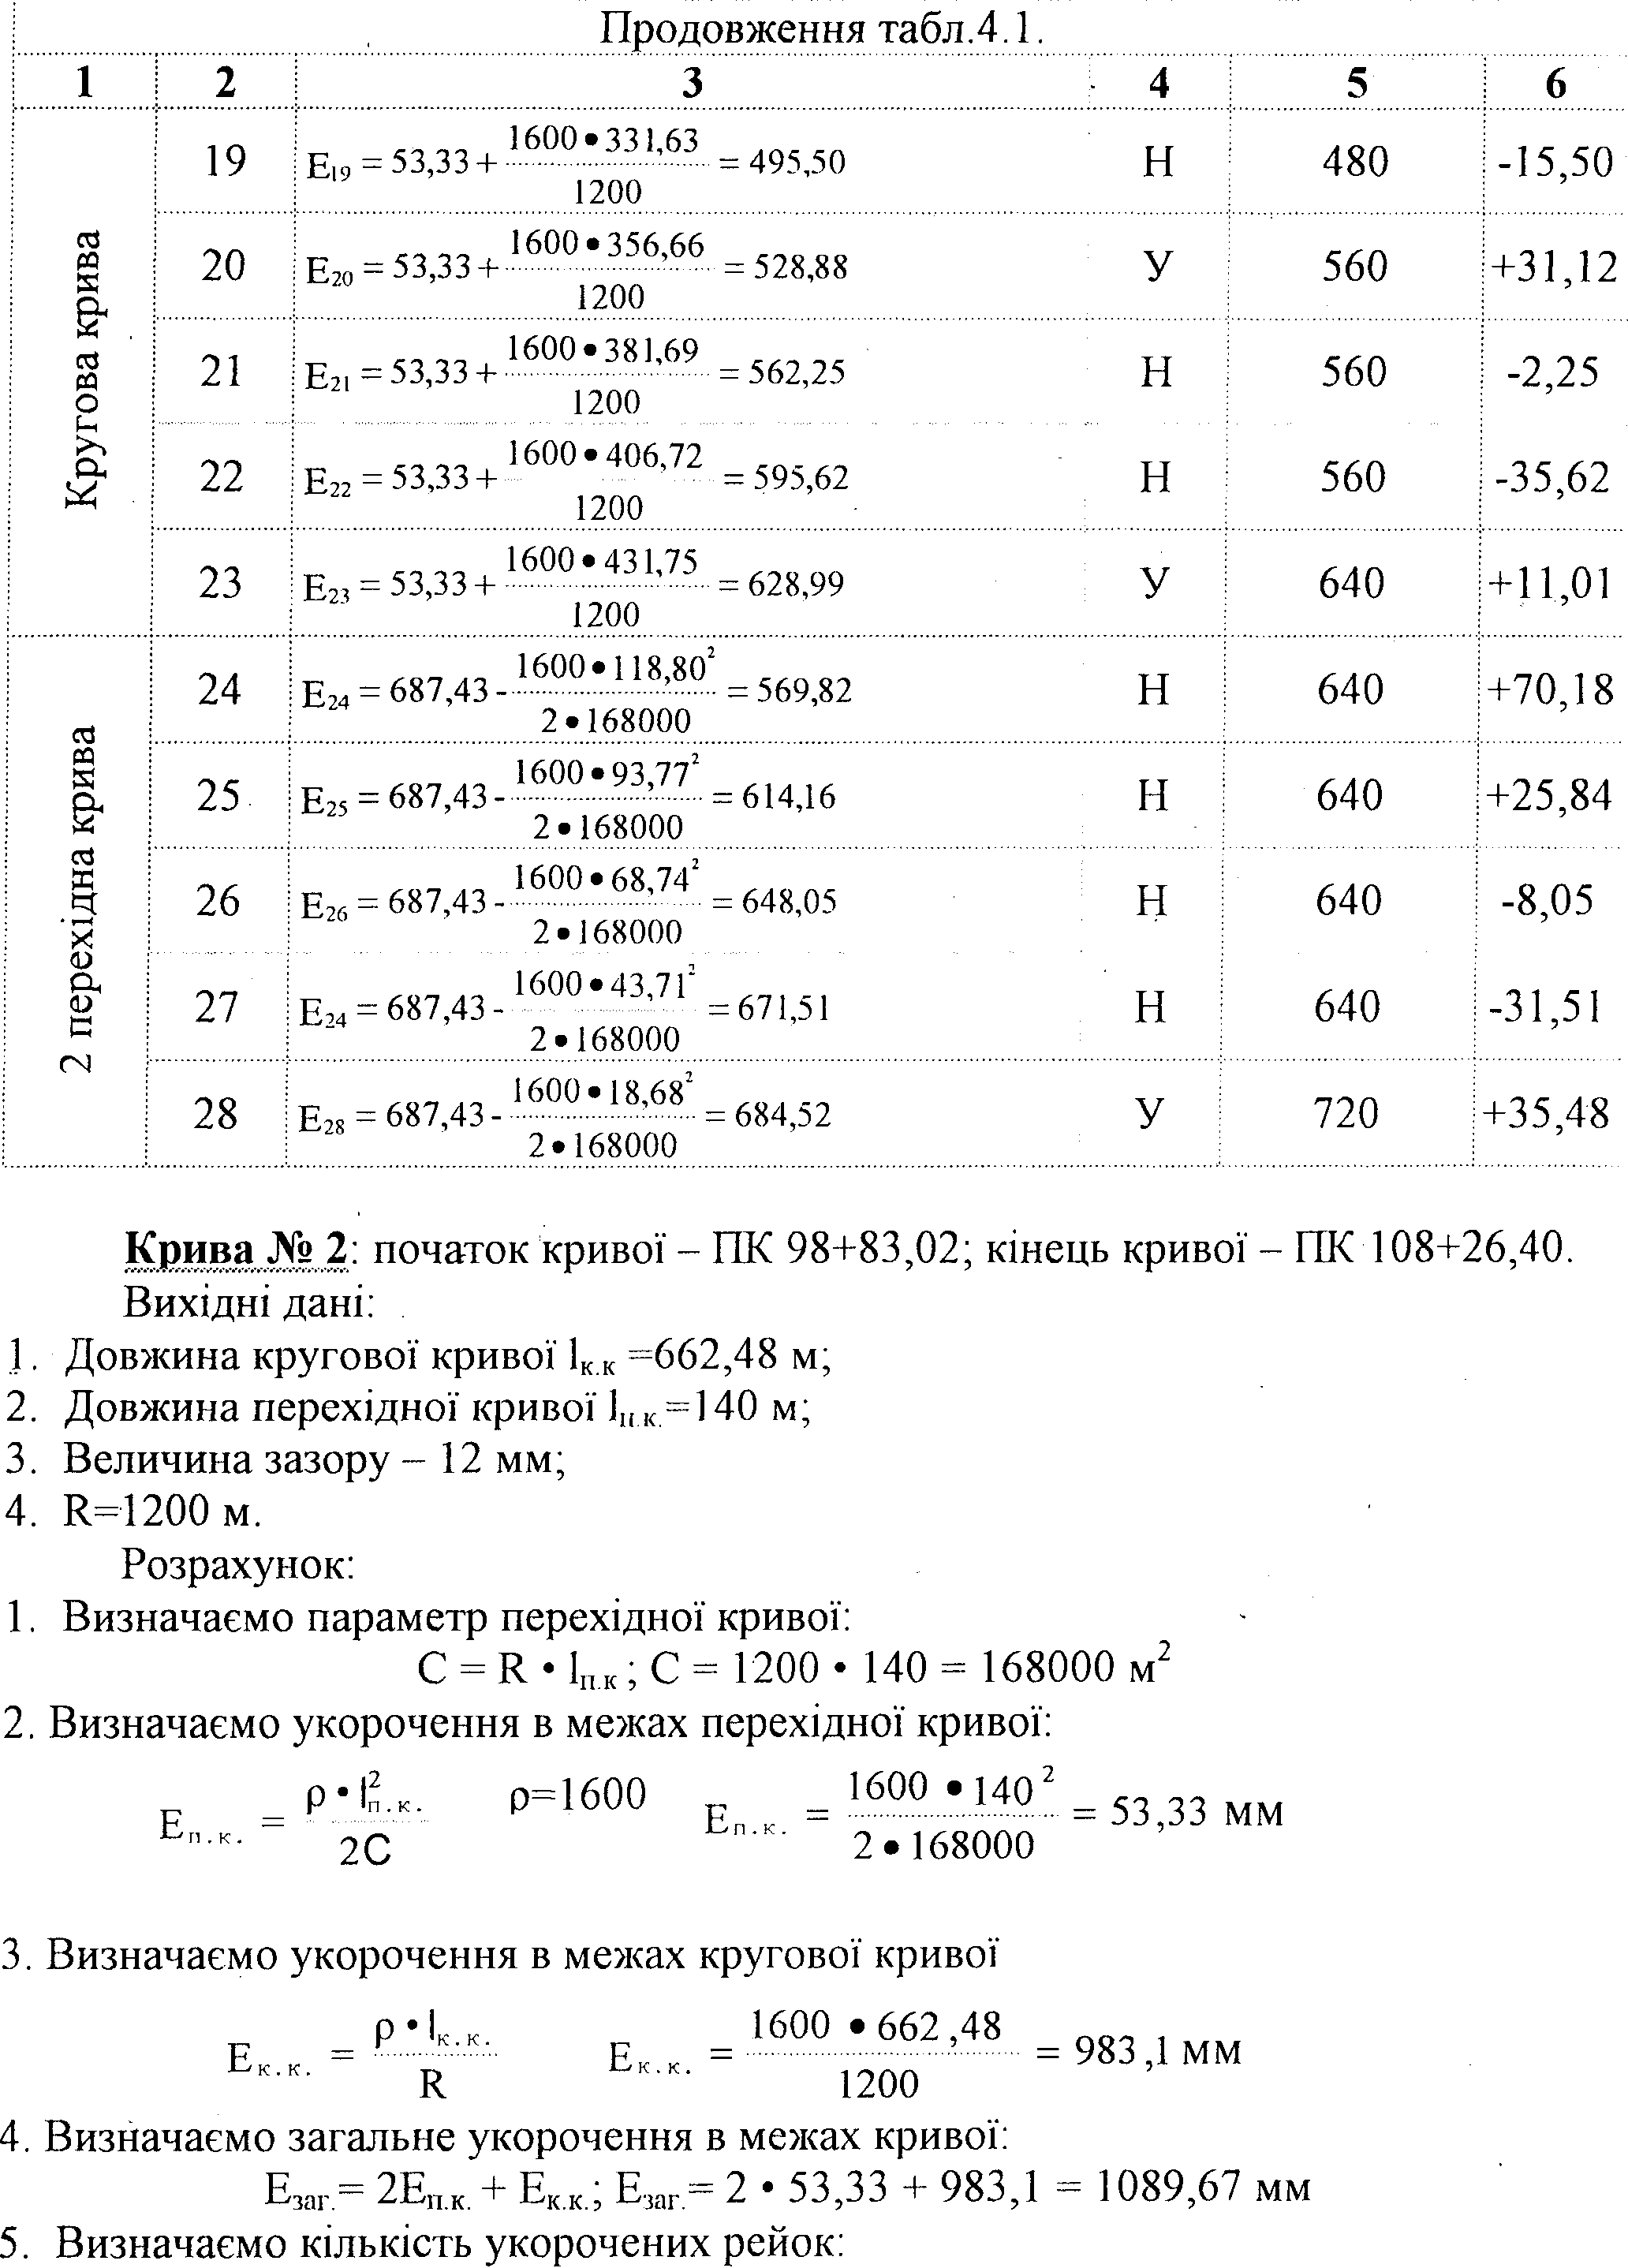 Продовження табл.4.1.
1 2 3 4 5 6
Кругова крива
19 E₁₉ = 53,33 + 1600•331,63 / 1200 = 495,50 Н 480 -15,50
20 E₂₀ = 53,33 + 1600•356,66 / 1200 = 528,88 У 560 +31,12
21 E₂₁ = 53,33 + 1600•381,69 / 1200 = 562,25 Н 560 -2,25
22 E₂₂ = 53,33 + 1600•406,72 / 1200 = 595,62 Н 560 -35,62
23 E₂₃ = 53,33 + 1600•431,75 / 1200 = 628,99 У 640 +11,01
2 перехідна крива
24 E₂₄ = 687,43 - 1600•118,80² / 2•168000 = 569,82 Н 640 +70,18
25 E₂₅ = 687,43 - 1600•93,77² / 2•168000 = 614,16 Н 640 +25,84
26 E₂₆ = 687,43 - 1600•68,74² / 2•168000 = 648,05 Н 640 -8,05
27 E₂₄ = 687,43 - 1600•43,71² / 2•168000 = 671,51 Н 640 -31,51
28 E₂₈ = 687,43 - 1600•18,68² / 2•168000 = 684,52 У 720 +35,48
Крива № 2: початок кривої – ПК 98+83,02; кінець кривої – ПК 108+26,40.
Вихідні дані:
1. Довжина кругової кривої lк.к =662,48 м;
2. Довжина перехідної кривої lп.к.=140 м;
3. Величина зазору – 12 мм;
4. R=1200 м.
Розрахунок:
1. Визначаємо параметр перехідної кривої:
C = R • lп.к ; C = 1200 • 140 = 168000 м²
2. Визначаємо укорочення в межах перехідної кривої:
Eп.к. = ρ•l²п.к. / 2C ρ=1600 Eп.к. = 1600 •140² / 2•168000 = 53,33 мм
3. Визначаємо укорочення в межах кругової кривої
Eк.к. = ρ•lк.к. / R Eк.к. = 1600 •662,48 / 1200 = 983,1 мм
4. Визначаємо загальне укорочення в межах кривої:
Eзаг.= 2Eп.к. + Eк.к.; Eзаг.= 2 • 53,33 + 983,1 = 1089,67 мм
5. Визначаємо кількість укорочених рейок: